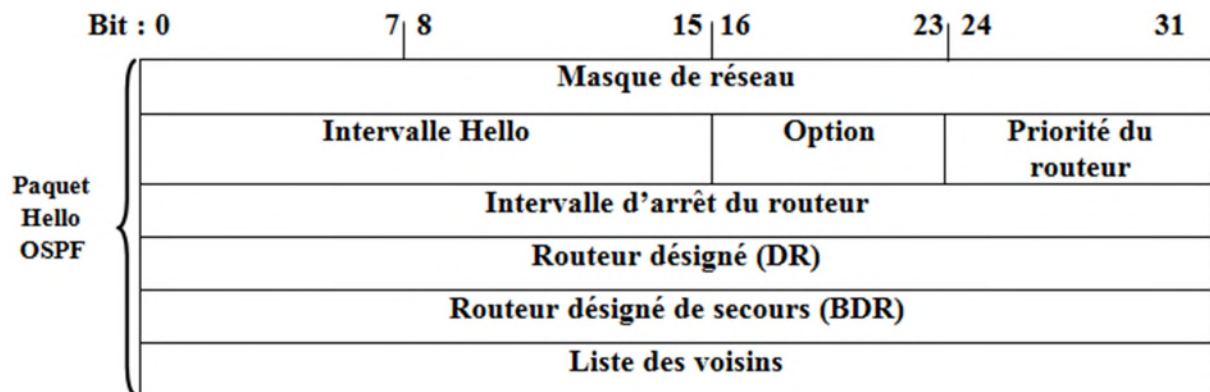 Bit : 0 7 8 15 16 23 24 31
Masque de réseau
Intervalle Hello Option Priorité du
routeur
Intervalle d'arrêt du routeur
Paquet
Hello
OSPF
Routeur désigné (DR)
Routeur désigné de secours (BDR)
Liste des voisins